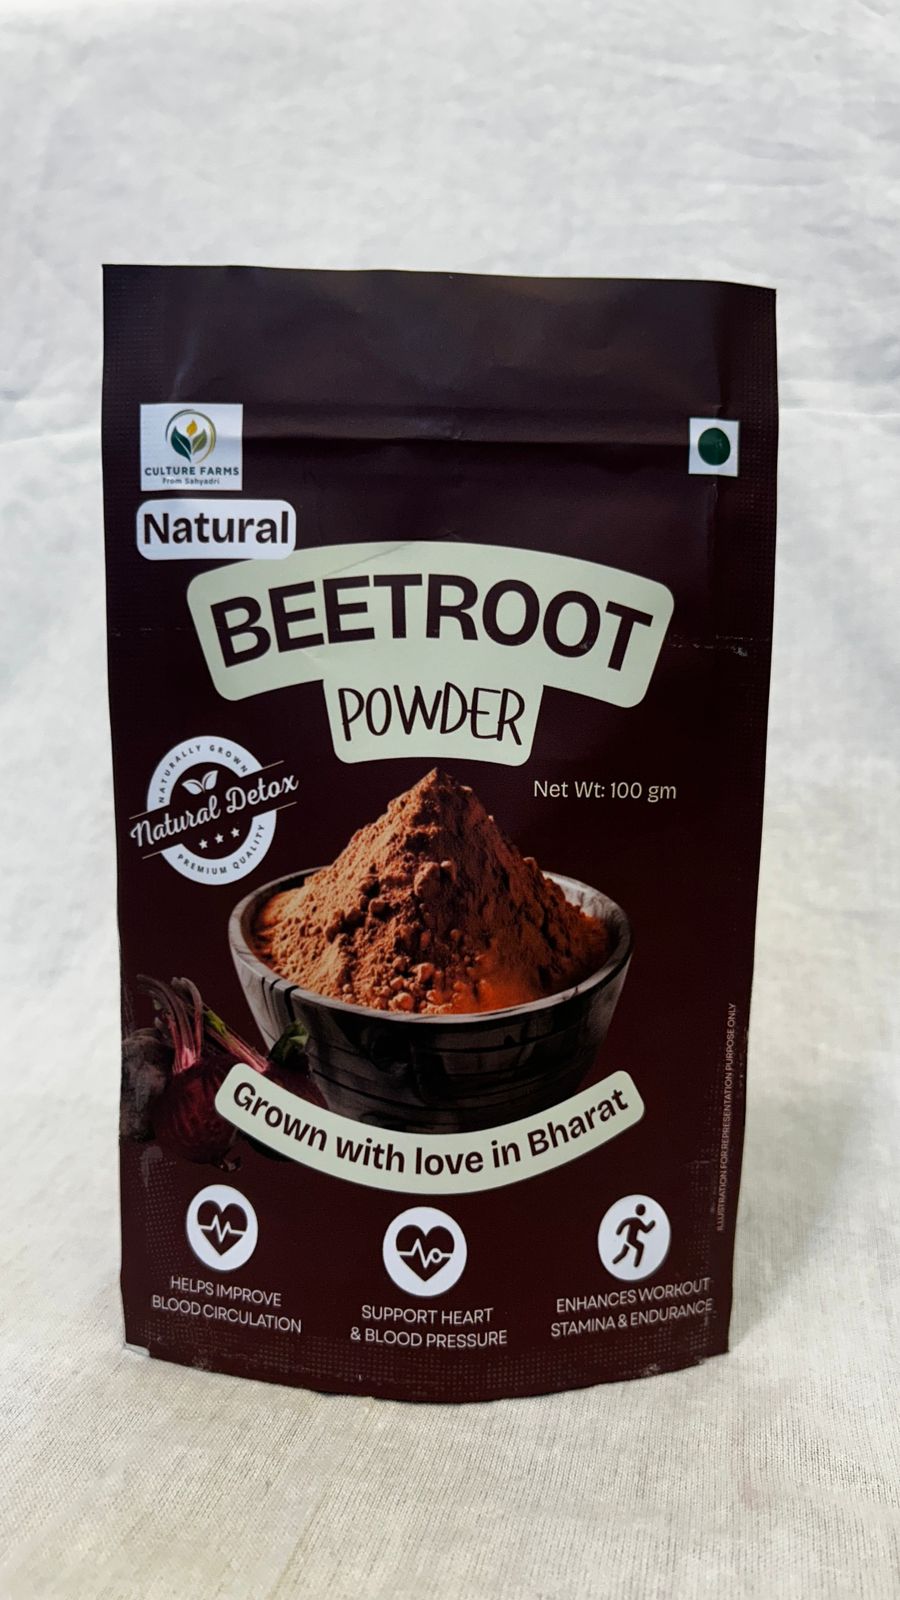 CULTURE FARMS
From Sahyadri
Natural
BEETROOT
POWDER
Net Wt: 100 gm
NATURALLY GROWN
Natural Detox
PREMIUM QUALITY
Grown with love in Bharat
ILLUSTRATION FOR REPRESENTATION PURPOSE ONLY
HELPS IMPROVE
BLOOD CIRCULATION
SUPPORT HEART
& BLOOD PRESSURE
ENHANCES WORKOUT
STAMINA & ENDURANCE